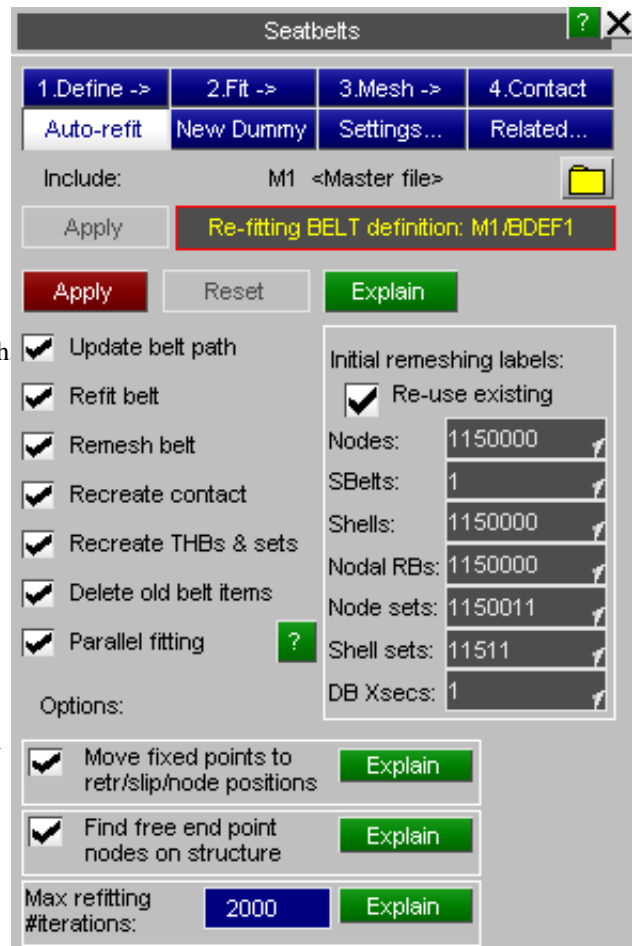 Seatbelts ? X
1.Define -> 2.Fit -> 3.Mesh -> 4.Contact
Auto-refit New Dummy Settings... Related...
Include: M1 <Master file>
Apply Re-fitting BELT definition: M1/BDEF1
Apply Reset Explain
h
Update belt path
Refit belt
Remesh belt
Recreate contact
Recreate THBs & sets
Delete old belt items
Parallel fitting ?
Initial remeshing labels:
Re-use existing
Nodes: 1150000
SBelts: 1
Shells: 1150000
Nodal RBs: 1150000
Node sets: 1150011
Shell sets: 11511
DB Xsecs: 1
Options:
Move fixed points to
retr/slip/node positions
Explain
Find free end point
nodes on structure
Explain
Max refitting
#iterations:
2000
Explain